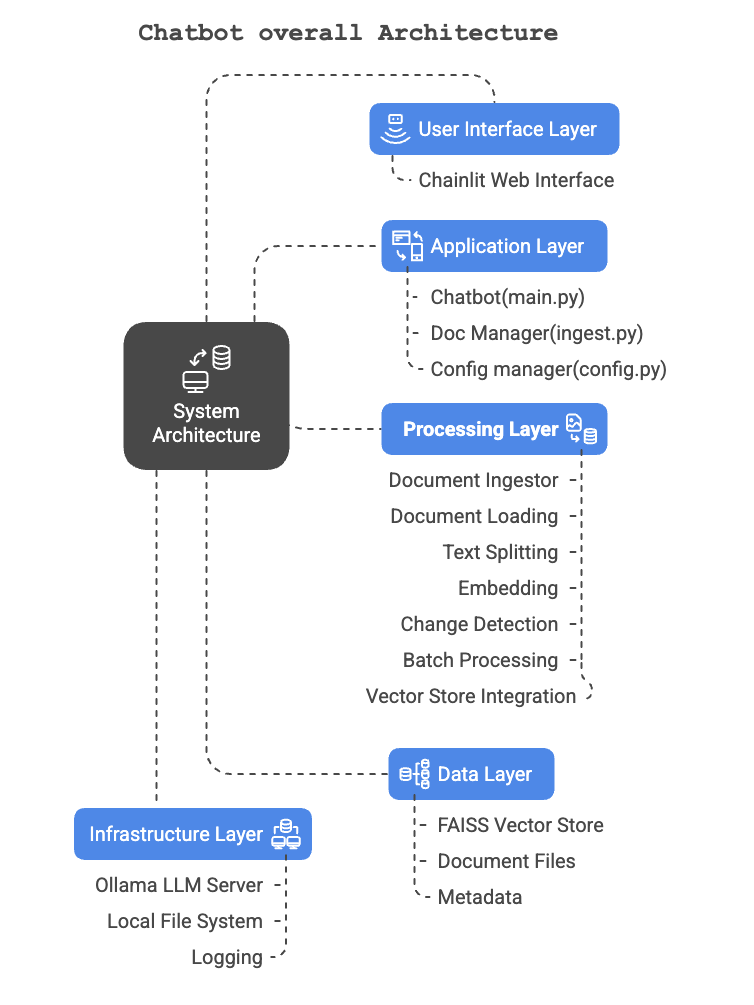 Chatbot overall Architecture
User Interface Layer
Chainlit Web Interface
Application Layer
Chatbot(main.py)
Doc Manager(ingest.py)
Config manager(config.py)
System
Architecture
Processing Layer
Document Ingestor
Document Loading
Text Splitting
Embedding
Change Detection
Batch Processing
Vector Store Integration
Data Layer
FAISS Vector Store
Document Files
Metadata
Infrastructure Layer
Ollama LLM Server
Local File System
Logging